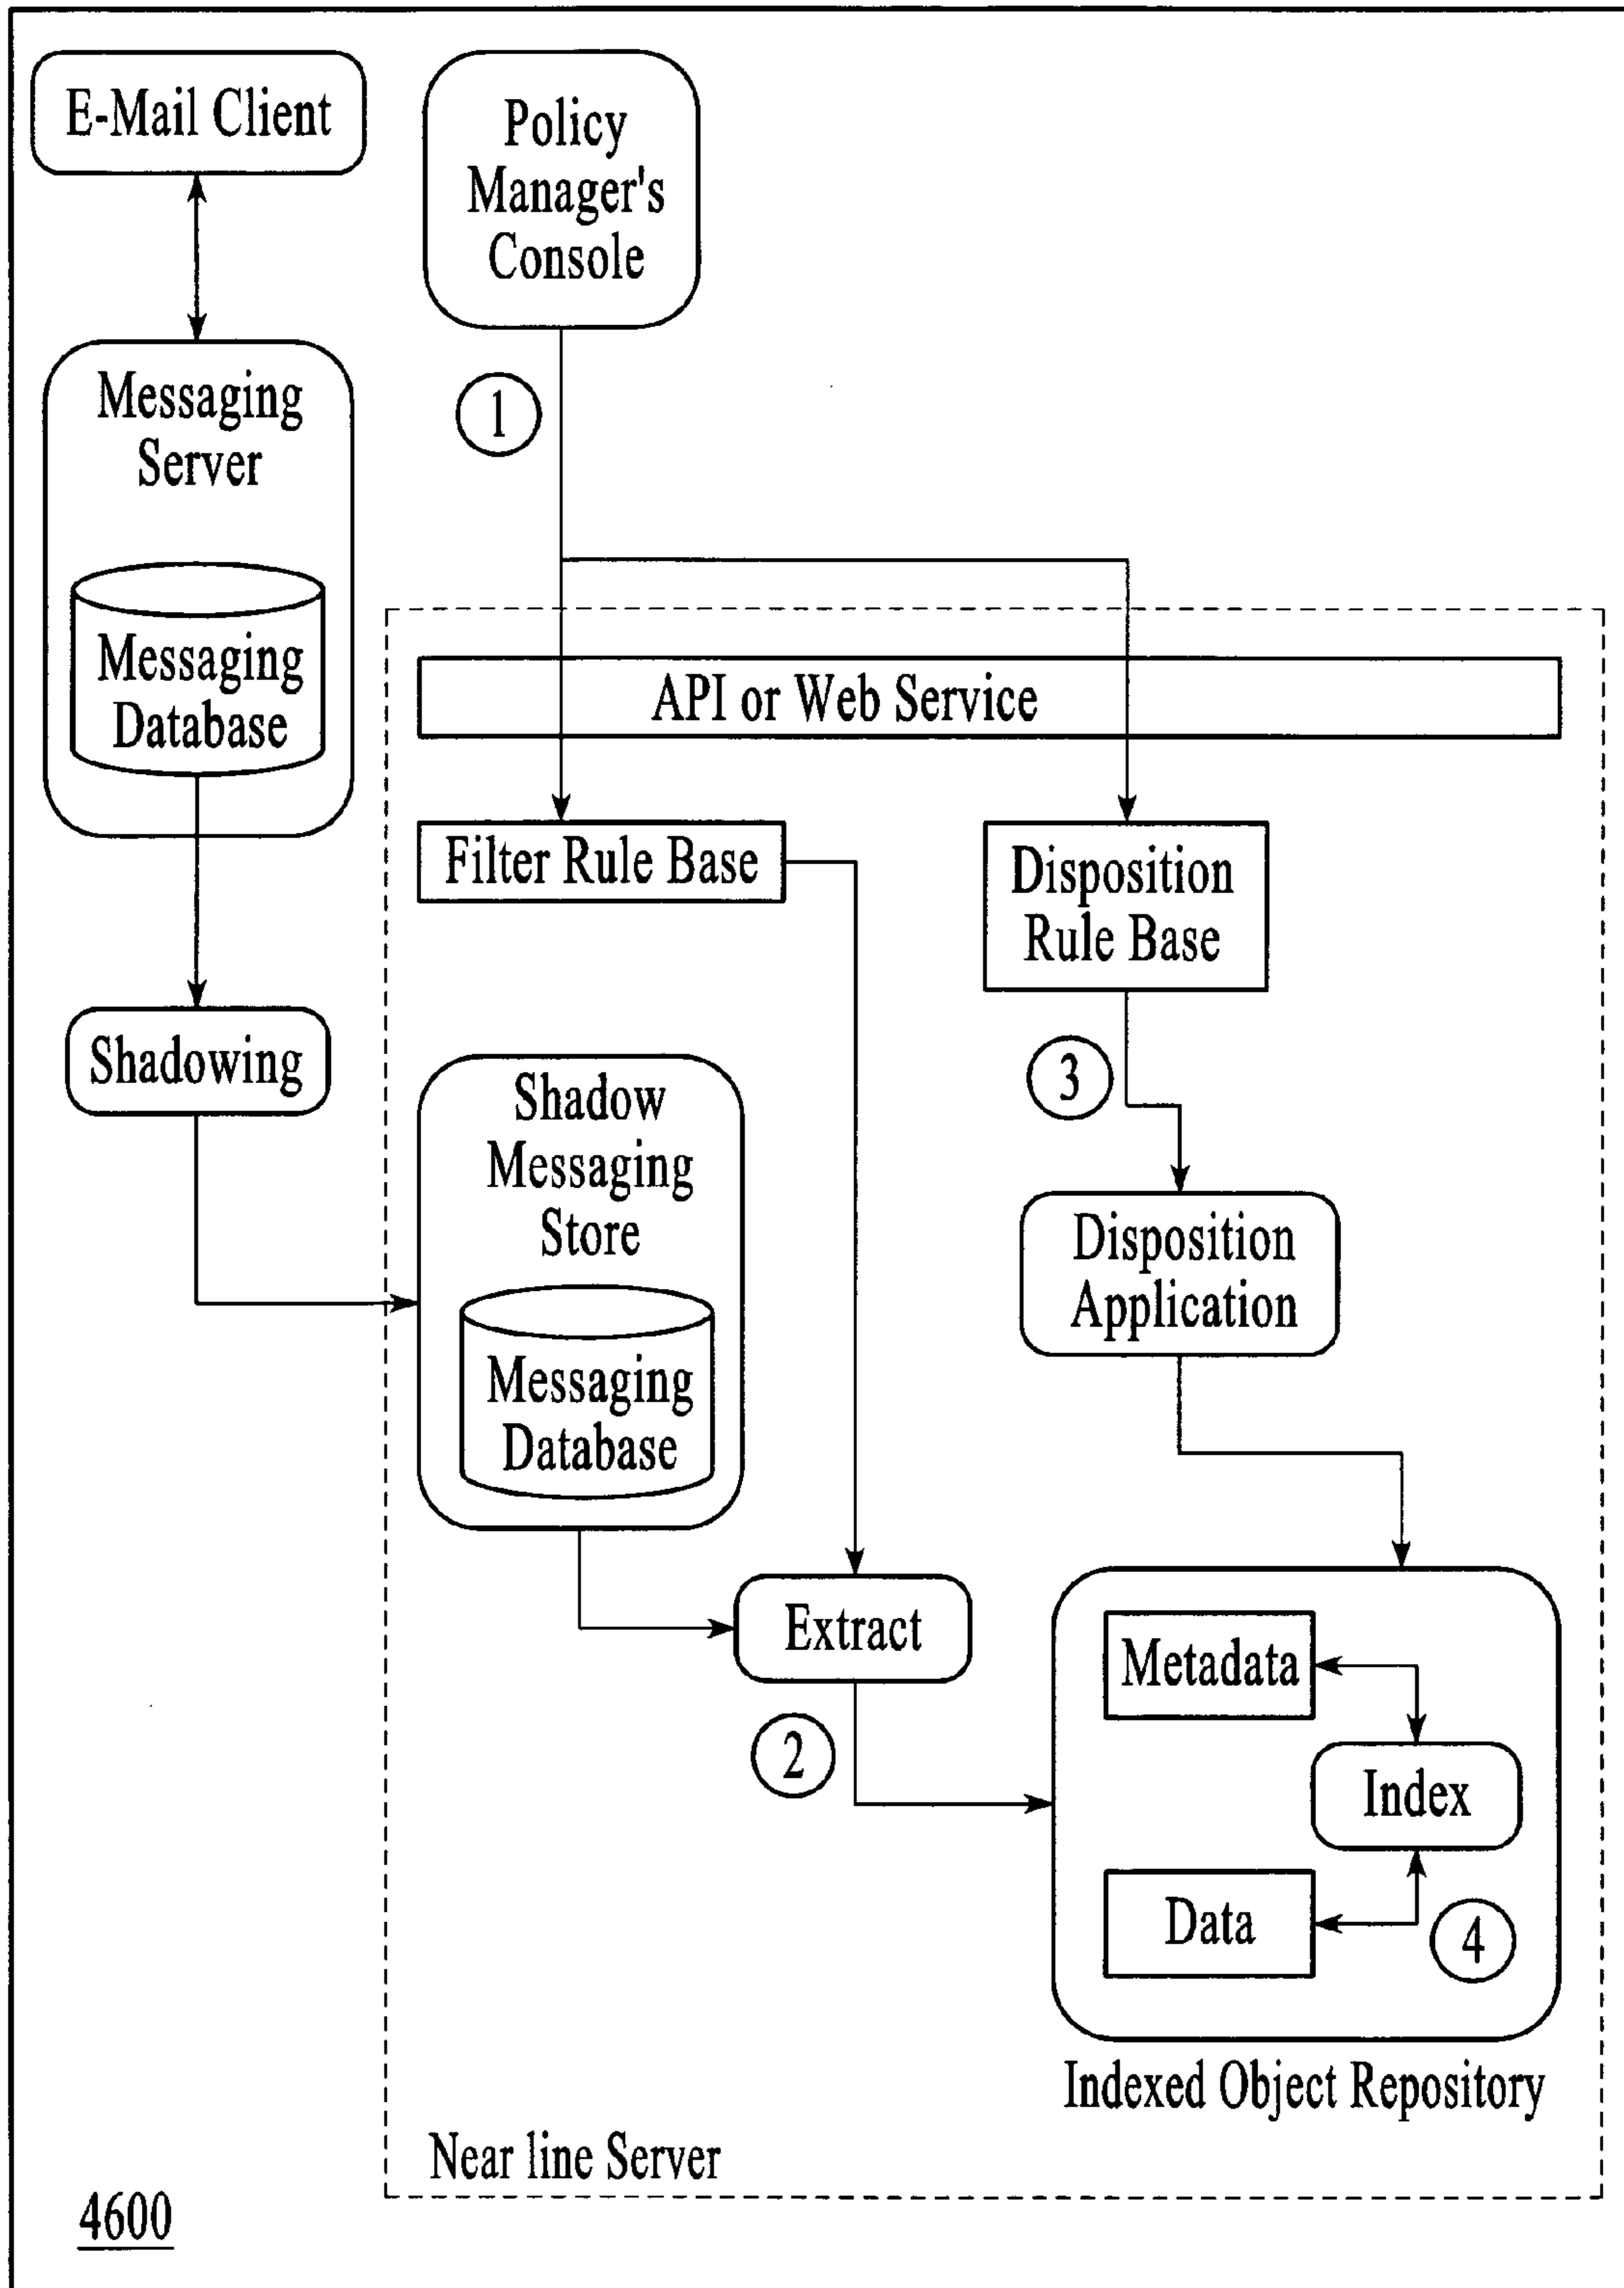 E-Mail Client
Policy
Manager's
Console
1
Messaging
Server
Messaging
Database
API or Web Service
Filter Rule Base
Disposition
Rule Base
Shadowing
3
Shadow
Messaging
Store
Messaging
Database
Disposition
Application
Extract
2
Metadata
Index
Data
4
Indexed Object Repository
Near line Server
4600